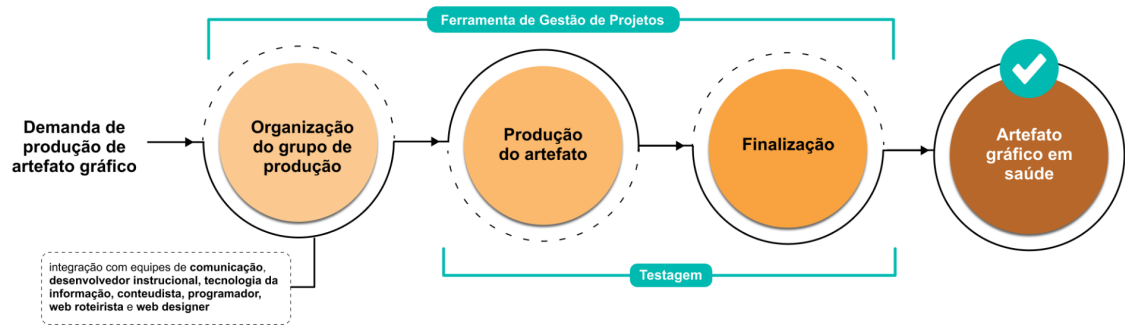 Ferramenta de Gestão de Projetos
Demanda de
produção de
artefato gráfico
Organização
do grupo de
produção
Produção
do artefato
Finalização
Artefato
gráfico em
saúde
integração com equipes de comunicação,
desenvolvedor instrucional, tecnologia da
informação, conteudista, programador,
web roteirista e web designer
Testagem